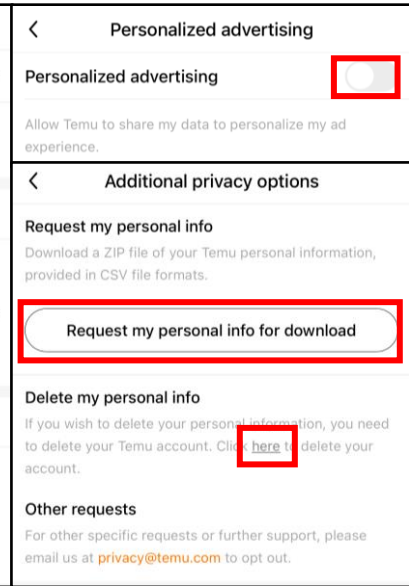 Personalized advertising
Personalized advertising
Allow Temu to share my data to personalize my ad
experience.
Additional privacy options
Request my personal info
Download a ZIP file of your Temu personal information,
provided in CSV file formats.
Request my personal info for download
Delete my personal info
If you wish to delete your personal information, you need
to delete your Temu account. Click here to delete your
account.
Other requests
For other specific requests or further support, please
email us at privacy@temu.com to opt out.